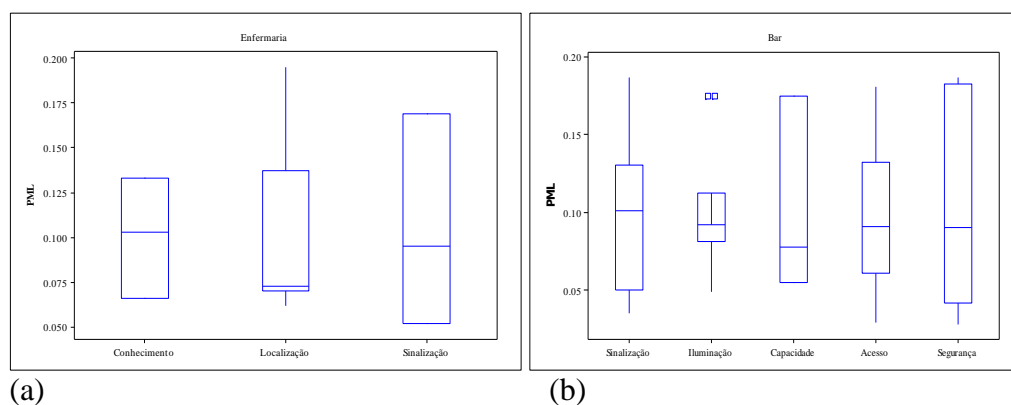 Enfermaria
0.200
0.175
0.150
0.125
0.100
0.075
0.050
PML
Conhecimento Localização Sinalização
(a)
Bar
0.20
0.15
0.10
0.05
PML
Sinalização Iluminação Capacidade Acesso Segurança
(b)